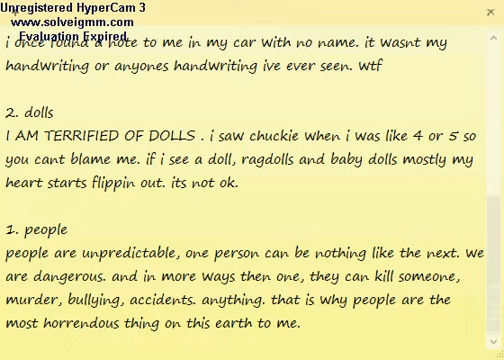 Unregistered HyperCam 3
www.solveigmm.com
Evaluation Expired
i once found a note to me in my car with no name. it wasnt my
handwriting or anyones handwriting ive ever seen. wtf
2. dolls
I AM TERRIFIED OF DOLLS . i saw chuckie when i was like 4 or 5 so
you cant blame me. if i see a doll, ragdolls and baby dolls mostly my
heart starts flippin out. its not ok.
1. people
people are unpredictable, one person can be nothing like the next. we
are dangerous. and in more ways then one, they can kill someone,
murder, bullying, accidents. anything. that is why people are the
most horrendous thing on this earth to me.